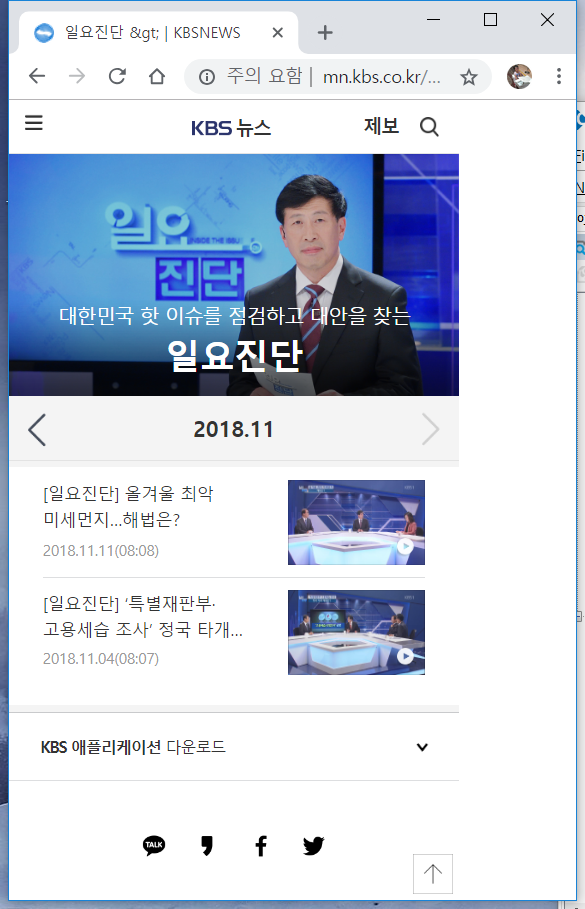 일요진단 &gt; | KBSNEWS
주의 요함 | mn.kbs.co.kr/...
KBS 뉴스
제보
일요
INSIDE THE ISSUE
진단
대한민국 핫 이슈를 점검하고 대안을 찾는
일요진단
2018.11
[일요진단] 올겨울 최악
미세먼지...해법은?
2018.11.11(08:08)
[일요진단] ‘특별재판부·
고용세습 조사’ 정국 타개...
2018.11.04(08:07)
KBS 애플리케이션 다운로드
TALK